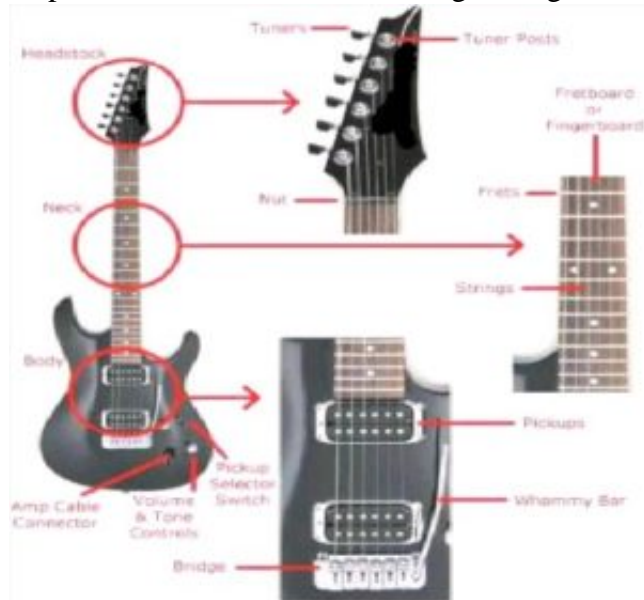 Tuners
Tuner Posts
Headstock
Fretboard
or
Fingerboard
Neck
Nut
Frets
Strings
Body
Pickups
Pickup
Selector
Switch
Amp Cable
Connector
Volume
& Tone
Controls
Whammy Bar
Bridge